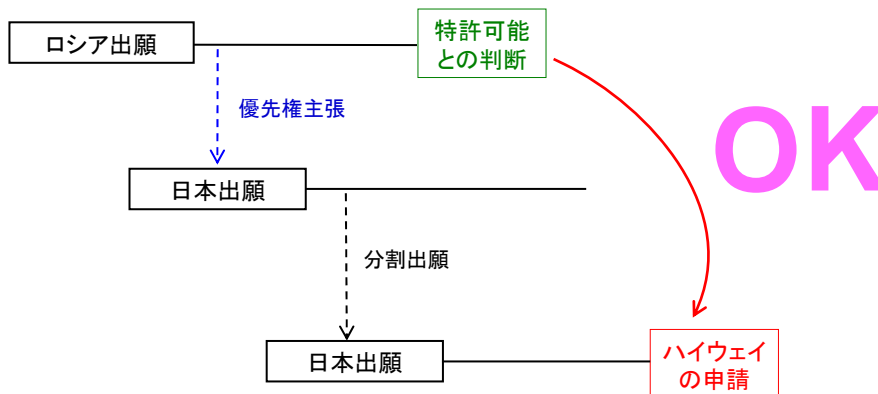 ロシア出願
特許可能
との判断
優先権主張
OK
日本出願
分割出願
日本出願
ハイウェイ
の申請